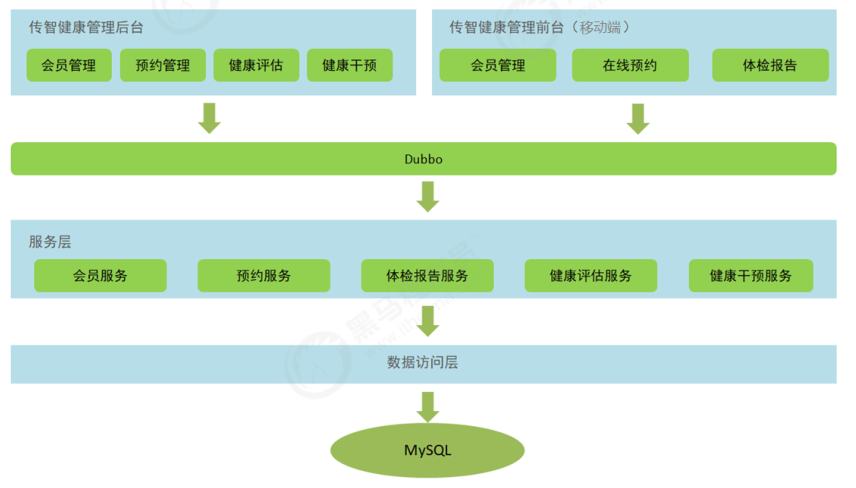 传智健康管理后台
会员管理 预约管理 健康评估 健康干预
传智健康管理前台（移动端）
会员管理 在线预约 体检报告
Dubbo
服务层
会员服务 预约服务 体检报告服务 健康评估服务 健康干预服务
数据访问层
MySQL